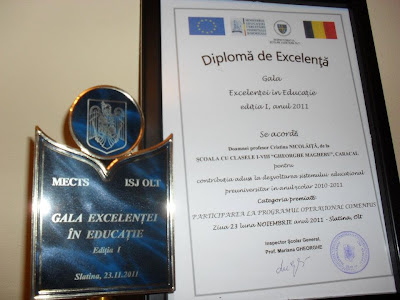 MECTS ISJ OLT
GALA EXCELENȚEI
ÎN EDUCAȚIE
Ediția I
Slatina, 23.11.2011
Diplomă de Excelență
Gala
Excelenței în Educație
ediția I, anul 2011
Se acordă
Doamnei profesor Cristina NICOLĂIȚĂ, de la
ȘCOALA CU CLASELE I-VIII "GHEORGHE MAGHERU", CARACAL
pentru
contribuția adusă la dezvoltarea sistemului educațional
preuniversitar în anul școlar 2010-2011
Categoria premiată:
PARTICIPAREA LA PROGRAMUL OPERAȚIONAL COMENIUS
Ziua 23 luna NOIEMBRIE anul 2011 - Slatina, Olt
Inspector Școlar General,
Prof. Mariana GHEORGHE